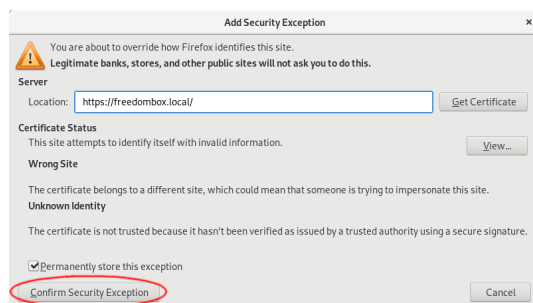 Add Security Exception
×
You are about to override how Firefox identifies this site.
!
Legitimate banks, stores, and other public sites will not ask you to do this.
Server
Location: https://freedombox.local/ Get Certificate
Certificate Status
This site attempts to identify itself with invalid information. View...
Wrong Site
The certificate belongs to a different site, which could mean that someone is trying to impersonate this site.
Unknown Identity
The certificate is not trusted because it hasn't been verified as issued by a trusted authority using a secure signature.
Permanently store this exception
Confirm Security Exception Cancel